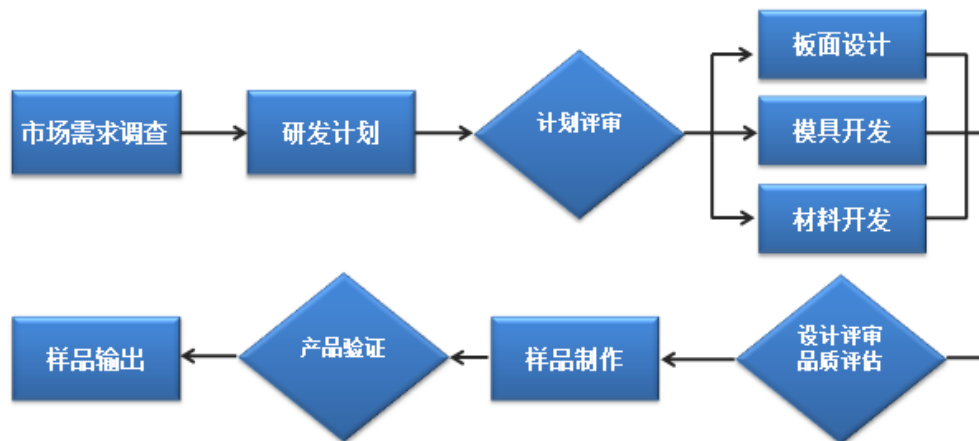 市场需求调查
研发计划
计划评审
板面设计
模具开发
材料开发
设计评审
品质评估
样品制作
产品验证
样品输出